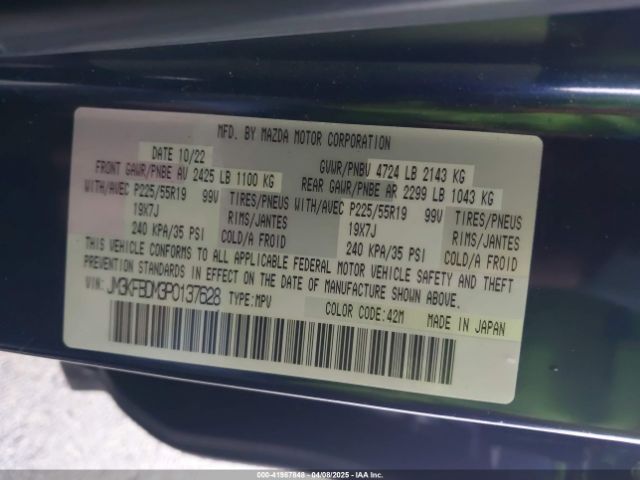 MFD. BY MAZDA MOTOR CORPORATION
DATE 10/22 GVWR/PNBV 4724 LB 2143 KG
FRONT GAWR/PNBE AV 2425 LB 1100 KG REAR GAWR/PNBE AR 2299 LB 1043 KG
WITH/AVEC P225/55R19 99V TIRES/PNEUS WITH/AVEC P225/55R19 99V TIRES/PNEUS
19X7J RIMS/JANTES 19X7J RIMS/JANTES
240 KPA/35 PSI COLD/A FROID 240 KPA/35 PSI COLD/A FROID
THIS VEHICLE CONFORMS TO ALL APPLICABLE FEDERAL MOTOR VEHICLE SAFETY AND THEFT
PREVENTION STANDARDS IN EFFECT ON THE DATE OF MANUFACTURE SHOWN ABOVE.
VIN: JM3KFBDM3P0137628 TYPE:MPV COLOR CODE:42M MADE IN JAPAN
41987848 - 04/08/2025 - IAA Inc.